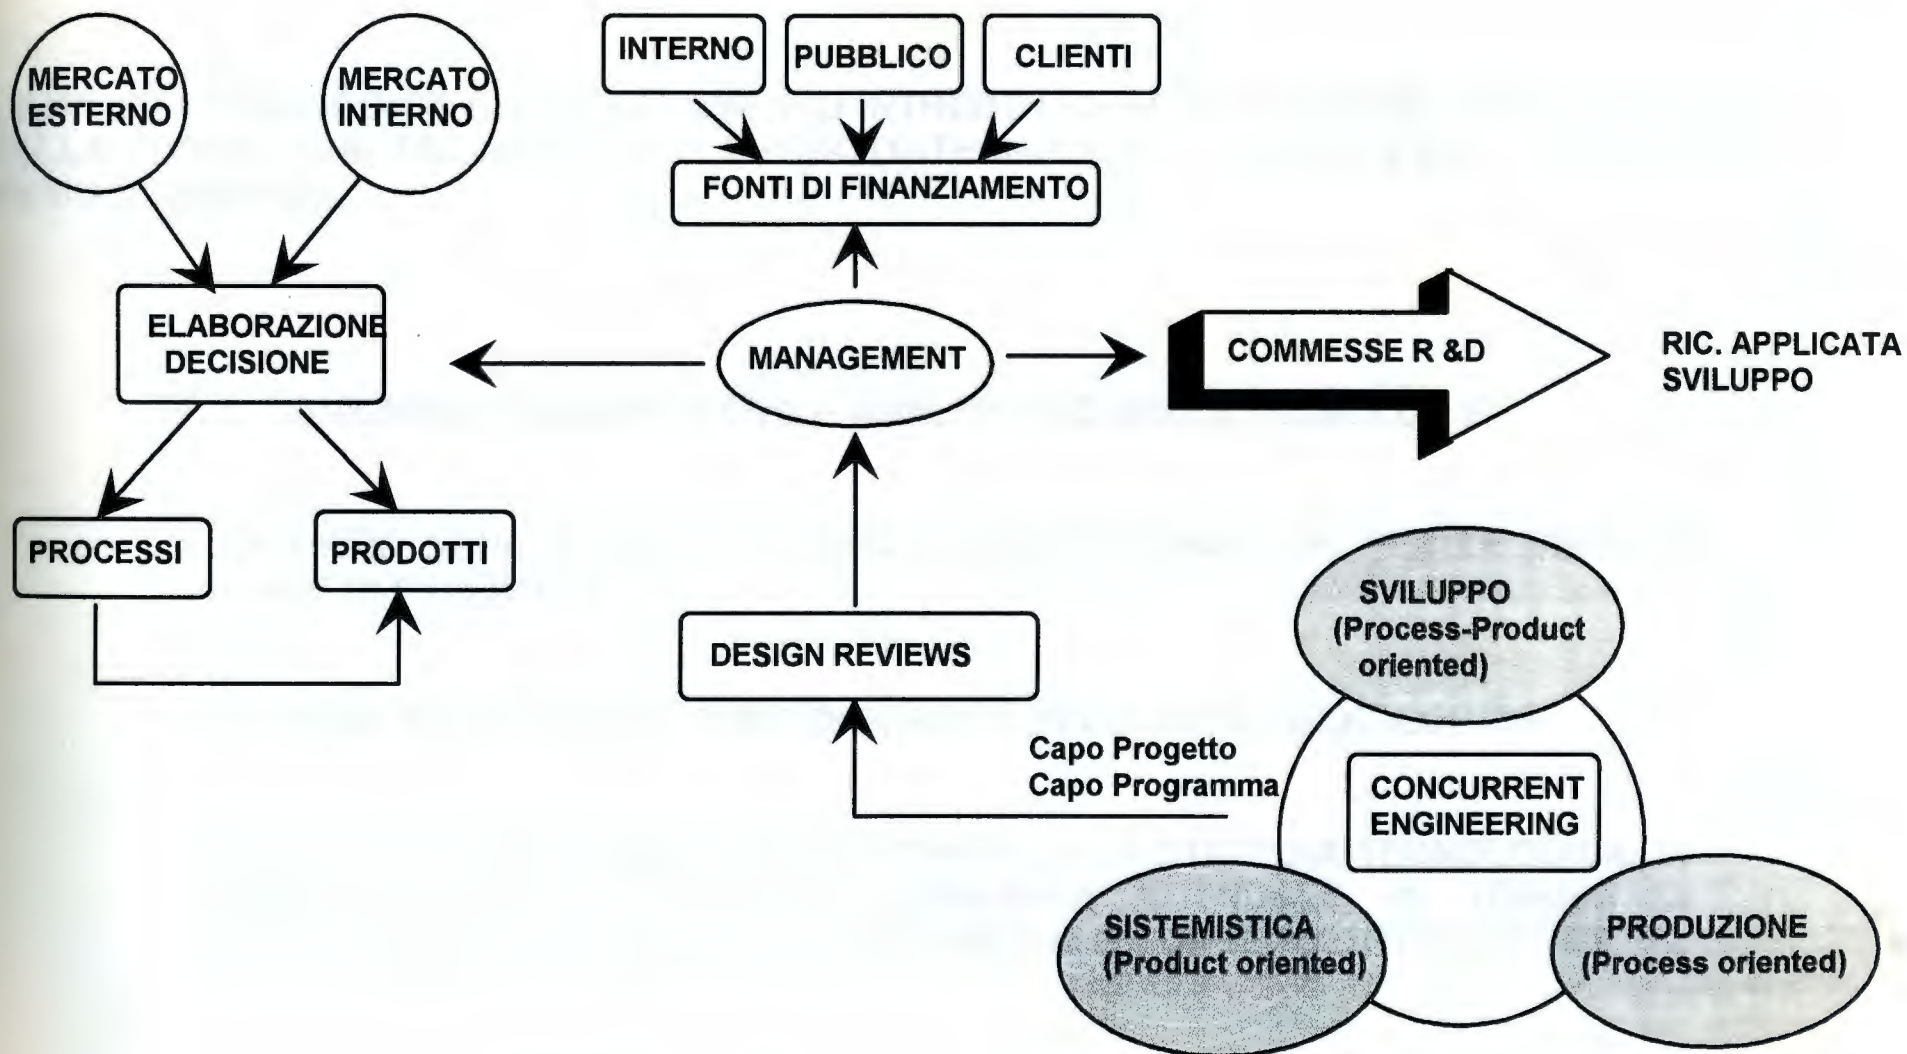 MERCATO
ESTERNO
MERCATO
INTERNO
INTERNO
PUBBLICO
CLIENTI
FONTI DI FINANZIAMENTO
ELABORAZIONE
DECISIONE
MANAGEMENT
COMMESSE R &D
RIC. APPLICATA
SVILUPPO
PROCESSI
PRODOTTI
DESIGN REVIEWS
SVILUPPO
(Process-Product
oriented)
Capo Progetto
Capo Programma
CONCURRENT
ENGINEERING
SISTEMISTICA
(Product oriented)
PRODUZIONE
(Process oriented)